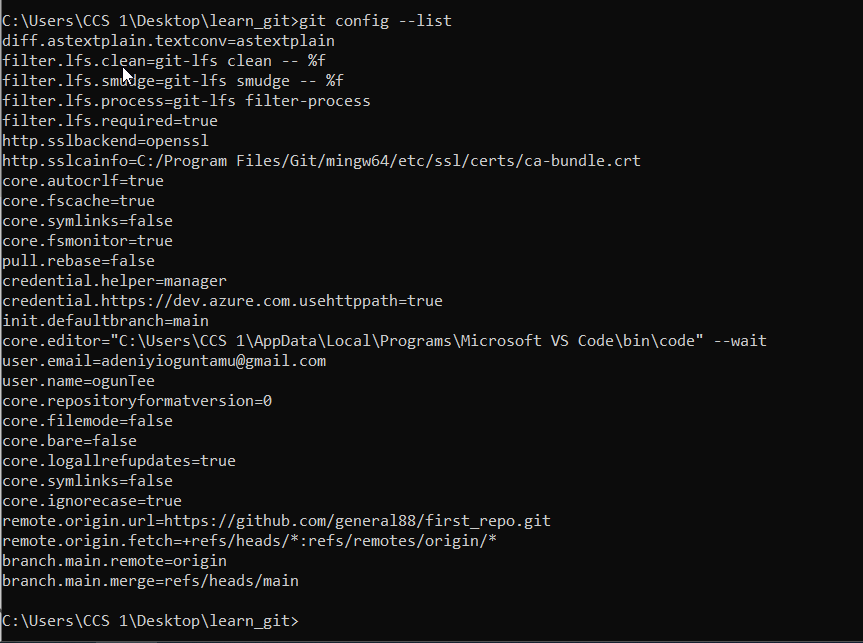 C:\Users\CCS 1\Desktop\learn_git>git config --list
diff.astextplain.textconv=astextplain
filter.lfs.clean=git-lfs clean -- %f
filter.lfs.smudge=git-lfs smudge -- %f
filter.lfs.process=git-lfs filter-process
filter.lfs.required=true
http.sslbackend=openssl
http.sslcainfo=C:/Program Files/Git/mingw64/etc/ssl/certs/ca-bundle.crt
core.autocrlf=true
core.fscache=true
core.symlinks=false
core.fsmonitor=true
pull.rebase=false
credential.helper=manager
credential.https://dev.azure.com.usehttppath=true
init.defaultbranch=main
core.editor="C:\Users\CCS 1\AppData\Local\Programs\Microsoft VS Code\bin\code" --wait
user.email=adeniyioguntamu@gmail.com
user.name=ogunTee
core.repositoryformatversion=0
core.filemode=false
core.bare=false
core.logallrefupdates=true
core.symlinks=false
core.ignorecase=true
remote.origin.url=https://github.com/general88/first_repo.git
remote.origin.fetch=+refs/heads/*:refs/remotes/origin/*
branch.main.remote=origin
branch.main.merge=refs/heads/main
C:\Users\CCS 1\Desktop\learn_git>